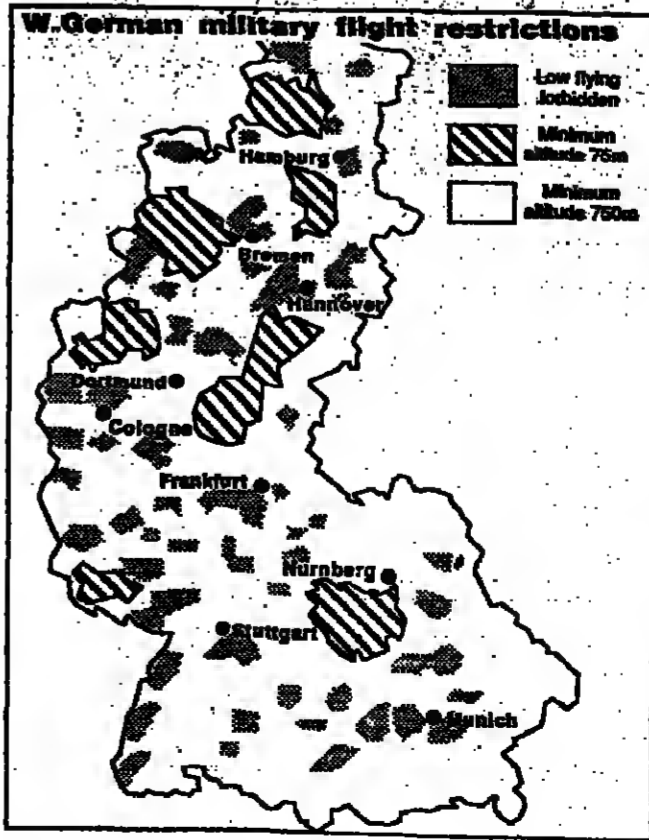 W. German military flight restrictions
Low flying
forbidden
Minimum
altitude 75m
Minimum
altitude 750m
Hamburg
Bremen
Hannover
Dortmund
Cologne
Frankfurt
Nürnberg
Stuttgart
Munich